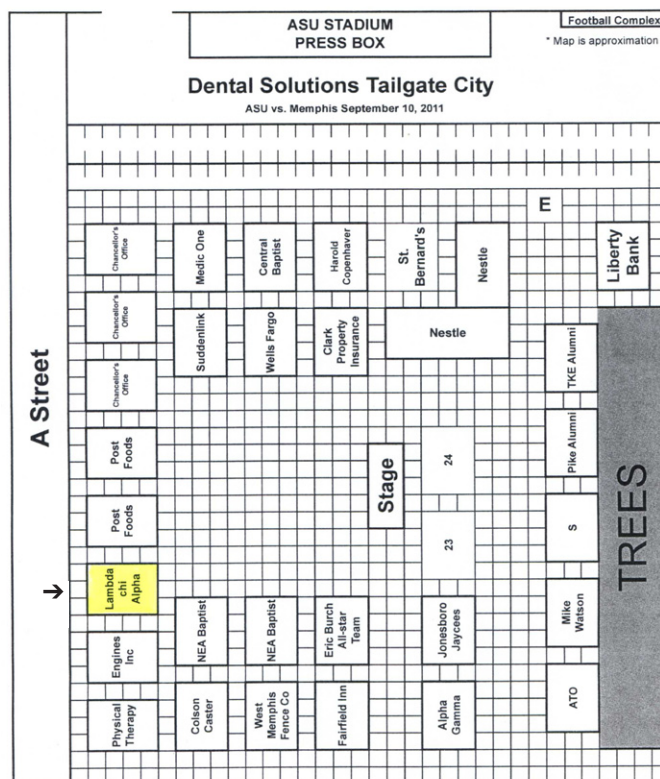 ASU STADIUM
PRESS BOX
Football Complex
* Map is approximation
Dental Solutions Tailgate City
ASU vs. Memphis September 10, 2011
E
A Street
Chancellor's
Office
Medic One
Central
Baptist
Harold
Copenhaver
St.
Bernard's
Nestle
Liberty
Bank
Chancellor's
Office
Suddenlink
Wells Fargo
Clark
Property
Insurance
Nestle
TKE Alumni
Chancellor's
Office
Post
Foods
Stage
24
Pike Alumni
TREES
Post
Foods
23
S
Lambda
chi
Alpha
Engines
Inc
NEA Baptist
NEA Baptist
Eric Burch
All-star
Team
Jonesboro
Jaycees
Mike
Watson
Physical
Therapy
Colson
Caster
West
Memphis
Fence Co
Fairfield Inn
Alpha
Gamma
ATO